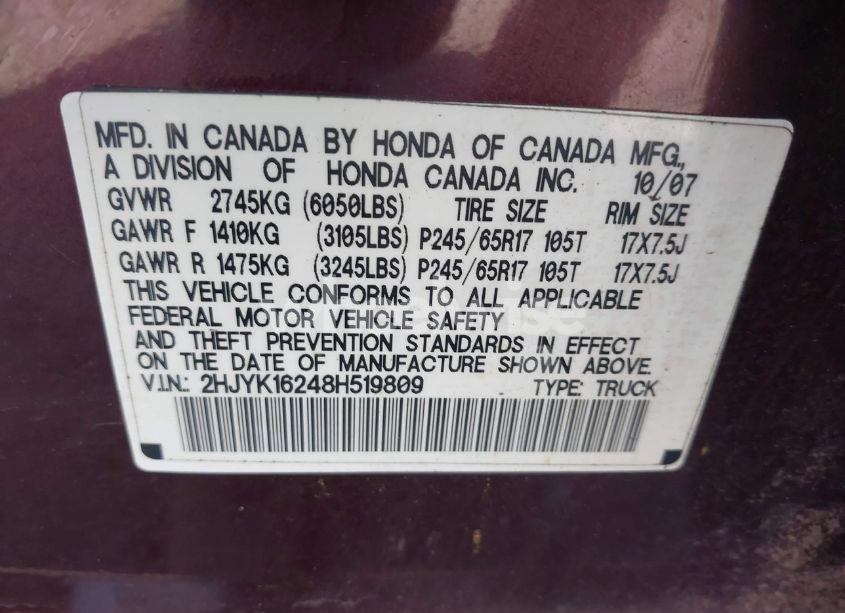 MFD. IN CANADA BY HONDA OF CANADA MFG.,
A DIVISION OF HONDA CANADA INC. 10/07
GVWR 2745KG (6050LBS) TIRE SIZE RIM SIZE
GAWR F 1410KG (3105LBS) P245/65R17 105T 17X7.5J
GAWR R 1475KG (3245LBS) P245/65R17 105T 17X7.5J
THIS VEHICLE CONFORMS TO ALL APPLICABLE
FEDERAL MOTOR VEHICLE SAFETY
AND THEFT PREVENTION STANDARDS IN EFFECT
ON THE DATE OF MANUFACTURE SHOWN ABOVE.
V.I.N.: 2HJYK16248H519809 TYPE: TRUCK